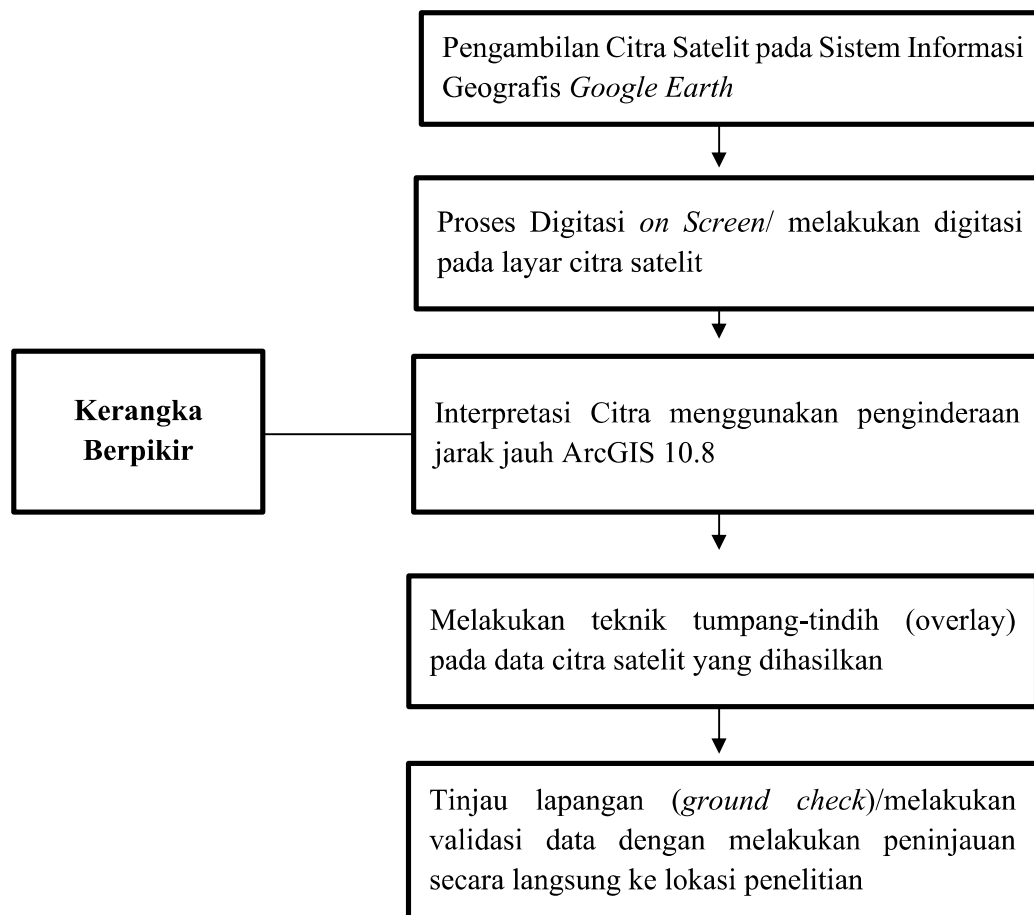 Pengambilan Citra Satelit pada Sistem Informasi
Geografis Google Earth
Proses Digitasi on Screen/ melakukan digitasi
pada layar citra satelit
Kerangka
Berpikir
Interpretasi Citra menggunakan penginderaan
jarak jauh ArcGIS 10.8
Melakukan teknik tumpang-tindih (overlay)
pada data citra satelit yang dihasilkan
Tinjau lapangan (ground check)/melakukan
validasi data dengan melakukan peninjauan
secara langsung ke lokasi penelitian